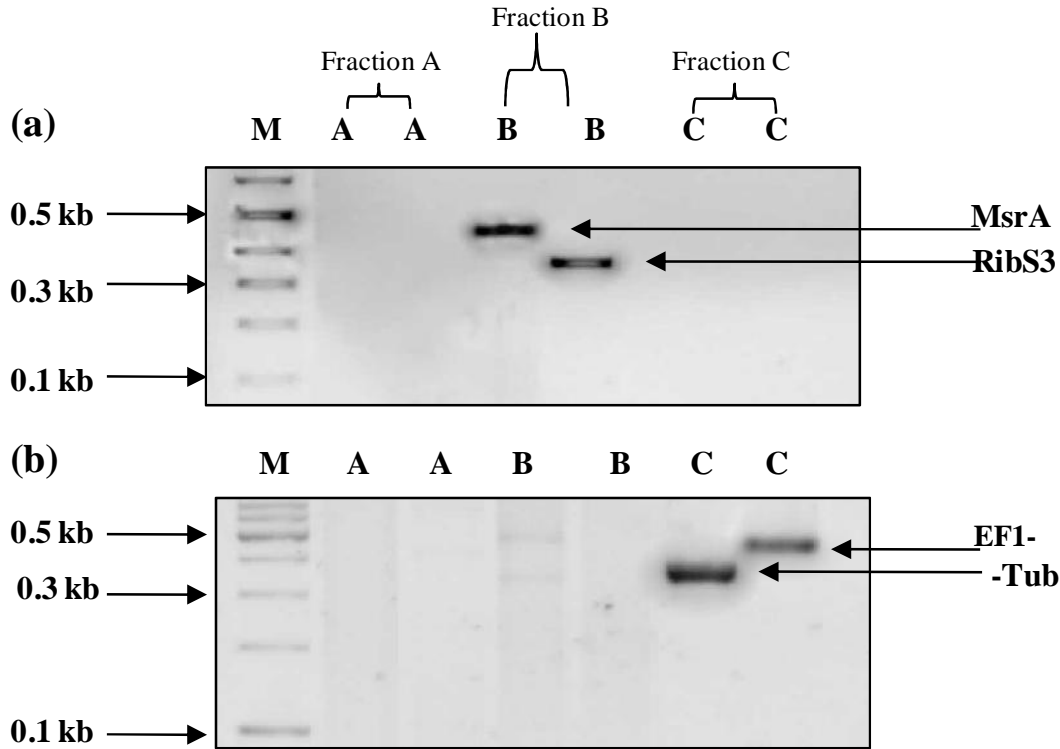 Fraction B
Fraction A
Fraction C
(a)
M A A B B C C
0.5 kb
MsrA
RibS3
0.3 kb
0.1 kb
(b)
M A A B B C C
0.5 kb
EF1-
-Tub
0.3 kb
0.1 kb